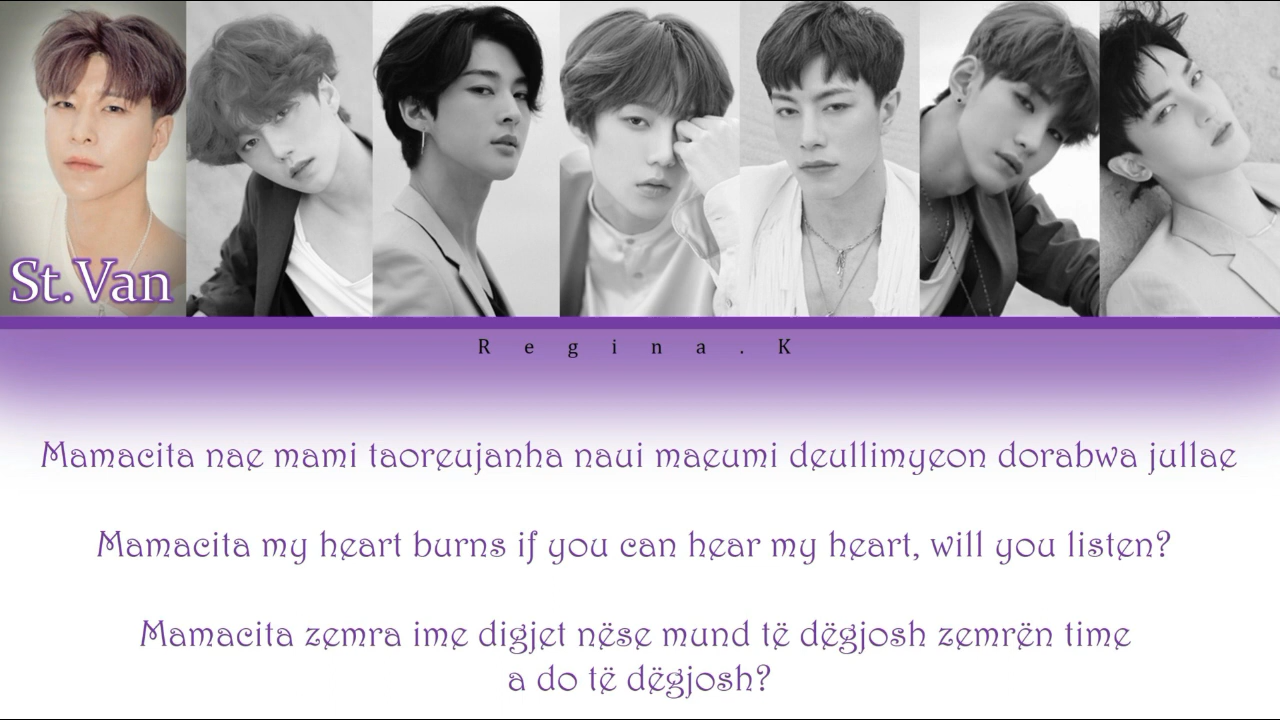 St.Van
Regina.K
Mamacita nae mami taoreujanha naui maeumi deullimyeon dorabwa jullae
Mamacita my heart burns if you can hear my heart, will you listen?
Mamacita zemra ime digjet nëse mund të dëgjosh zemrën time
a do të dëgjosh?